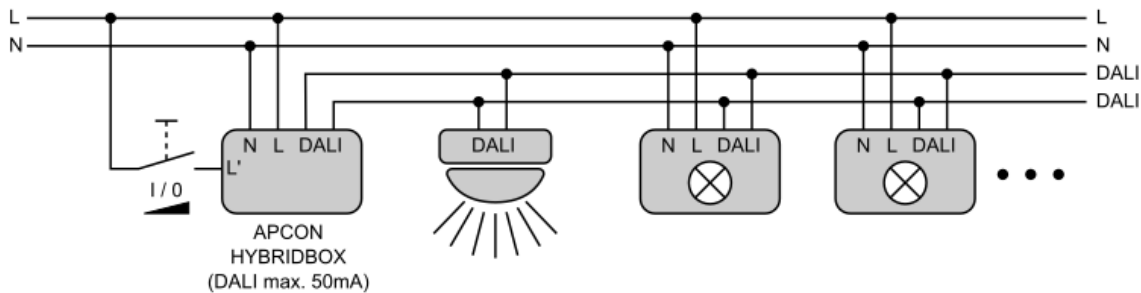 L
L
N
N
DALI
DALI
N L DALI
DALI
N L DALI
N L DALI
L'
I / 0
APCON
HYBRIDBOX
(DALI max. 50mA)